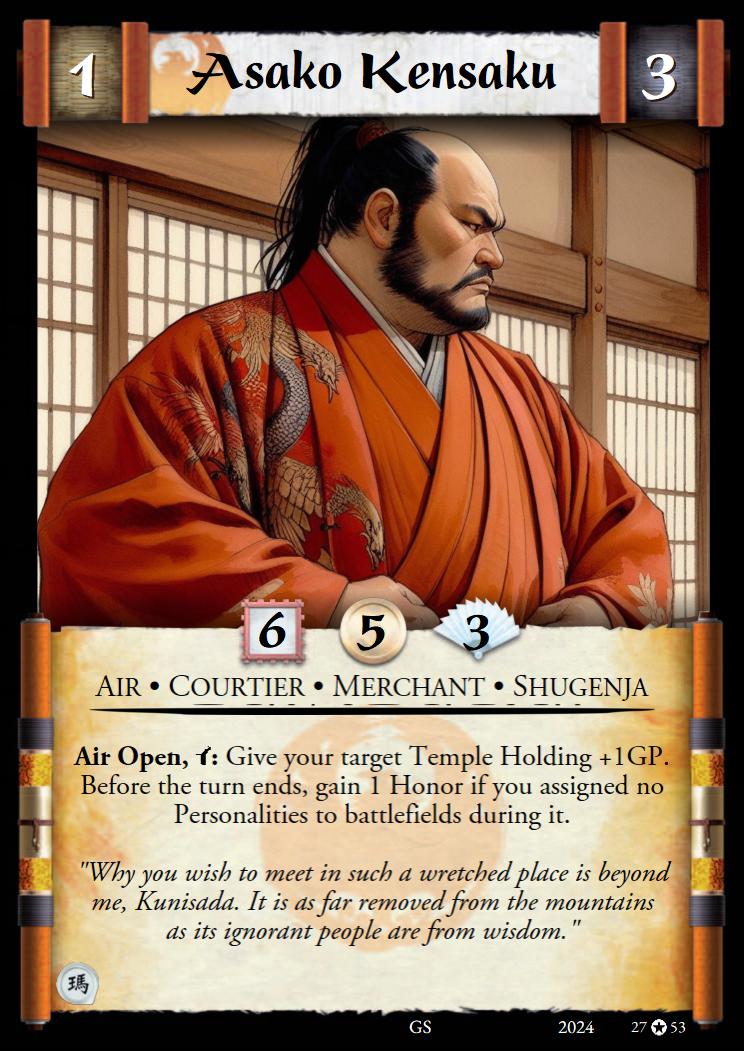 1 Asako Kensaku 3
6 5 3
AIR • COURTIER • MERCHANT • SHUGENJA
Air Open, : Give your target Temple Holding +1GP.
Before the turn ends, gain 1 Honor if you assigned no
Personalities to battlefields during it.
"Why you wish to meet in such a wretched place is beyond
me, Kunisada. It is as far removed from the mountains
as its ignorant people are from wisdom."
瑪
GS 2024 27 ✪ 53